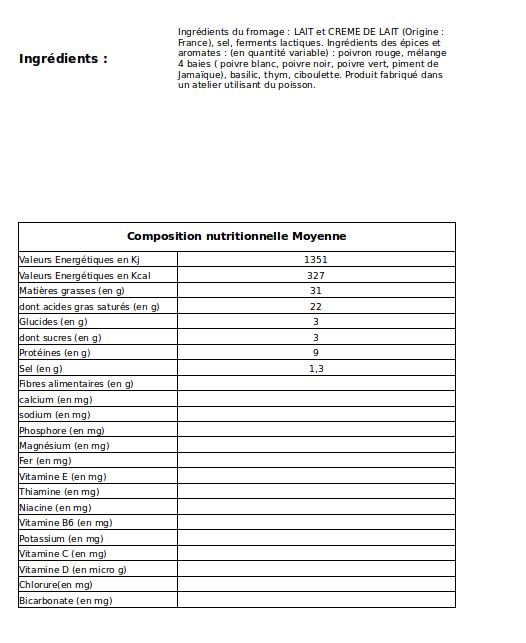 Ingrédients :
Ingrédients du fromage : LAIT et CREME DE LAIT (Origine :
France), sel, ferments lactiques. Ingrédients des épices et
aromates : (en quantité variable) : poivron rouge, mélange
4 baies ( poivre blanc, poivre noir, poivre vert, piment de
Jamaïque), basilic, thym, ciboulette. Produit fabriqué dans
un atelier utilisant du poisson.
Composition nutritionnelle Moyenne
Valeurs Energétiques en Kj 1351
Valeurs Energétiques en Kcal 327
Matières grasses (en g) 31
dont acides gras saturés (en g) 22
Glucides (en g) 3
dont sucres (en g) 3
Protéines (en g) 9
Sel (en g) 1,3
Fibres alimentaires (en g)
calcium (en mg)
sodium (en mg)
Phosphore (en mg)
Magnésium (en mg)
Fer (en mg)
Vitamine E (en mg)
Thiamine (en mg)
Niacine (en mg)
Vitamine B6 (en mg)
Potassium (en mg)
Vitamine C (en mg)
Vitamine D (en micro g)
Chlorure(en mg)
Bicarbonate (en mg)